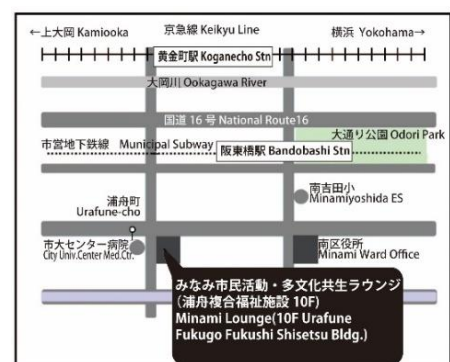 ←上大岡 Kamiooka 京急線 Keikyu Line 横浜 Yokohama→
黄金町駅 Koganecho Stn
大岡川 Ookagawa River
国道 16 号 National Route16
大通り公園 Odori Park
市営地下鉄線 Municipal Subway 阪東橋駅 Bandobashi Stn
浦舟町
Urafune-cho
南吉田小
Minamiyoshida ES
市大センター病院
City Univ.Center Med.Ctr.
南区役所
Minami Ward Office
みなみ市民活動・多文化共生ラウンジ
(浦舟複合福祉施設 10F)
Minami Lounge(10F Urafune
Fukugo Fukushi Shisetsu Bldg.)